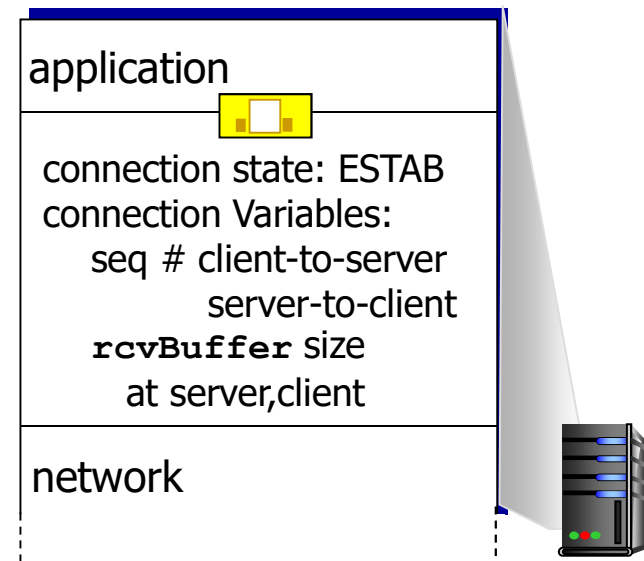 application
connection state: ESTAB
connection Variables:
seq # client-to-server
server-to-client
rcvBuffer size
at server,client
network